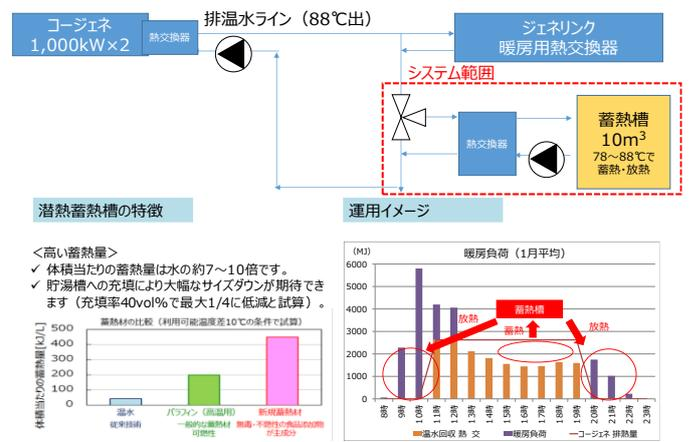 コージェネ
1,000kW×2
熱交換器
排温水ライン（88℃出）
ジェネリンク
暖房用熱交換器
システム範囲
熱交換器
蓄熱槽
10m³
78～88℃で
蓄熱・放熱
潜熱蓄熱槽の特徴
＜高い蓄熱量＞
✓ 体積当たりの蓄熱量は水の約7～10倍です。
✓ 貯湯槽への充填により大幅なサイズダウンが期待でき
ます（充填率40vol%で最大1/4に低減と試算）。
蓄熱材の比較（利用可能温度差10℃の条件で試算）
体積当たりの蓄熱量[kJ/L]
500
400
300
200
100
0
温水
従来技術
パラフィン（高温用）
一般的な蓄熱材
可燃性
新規蓄熱材
無毒・不燃性の食品添加物
が主成分
運用イメージ
(MJ)
暖房負荷（1月平均）
6000
5000
4000
3000
2000
1000
0
放熱
蓄熱槽
蓄熱
放熱
8時 9時 10時 11時 12時 13時 14時 15時 16時 17時 18時 19時 20時 21時 22時 23時
温水回収 熱 交 暖房負荷 コージェネ 排熱量